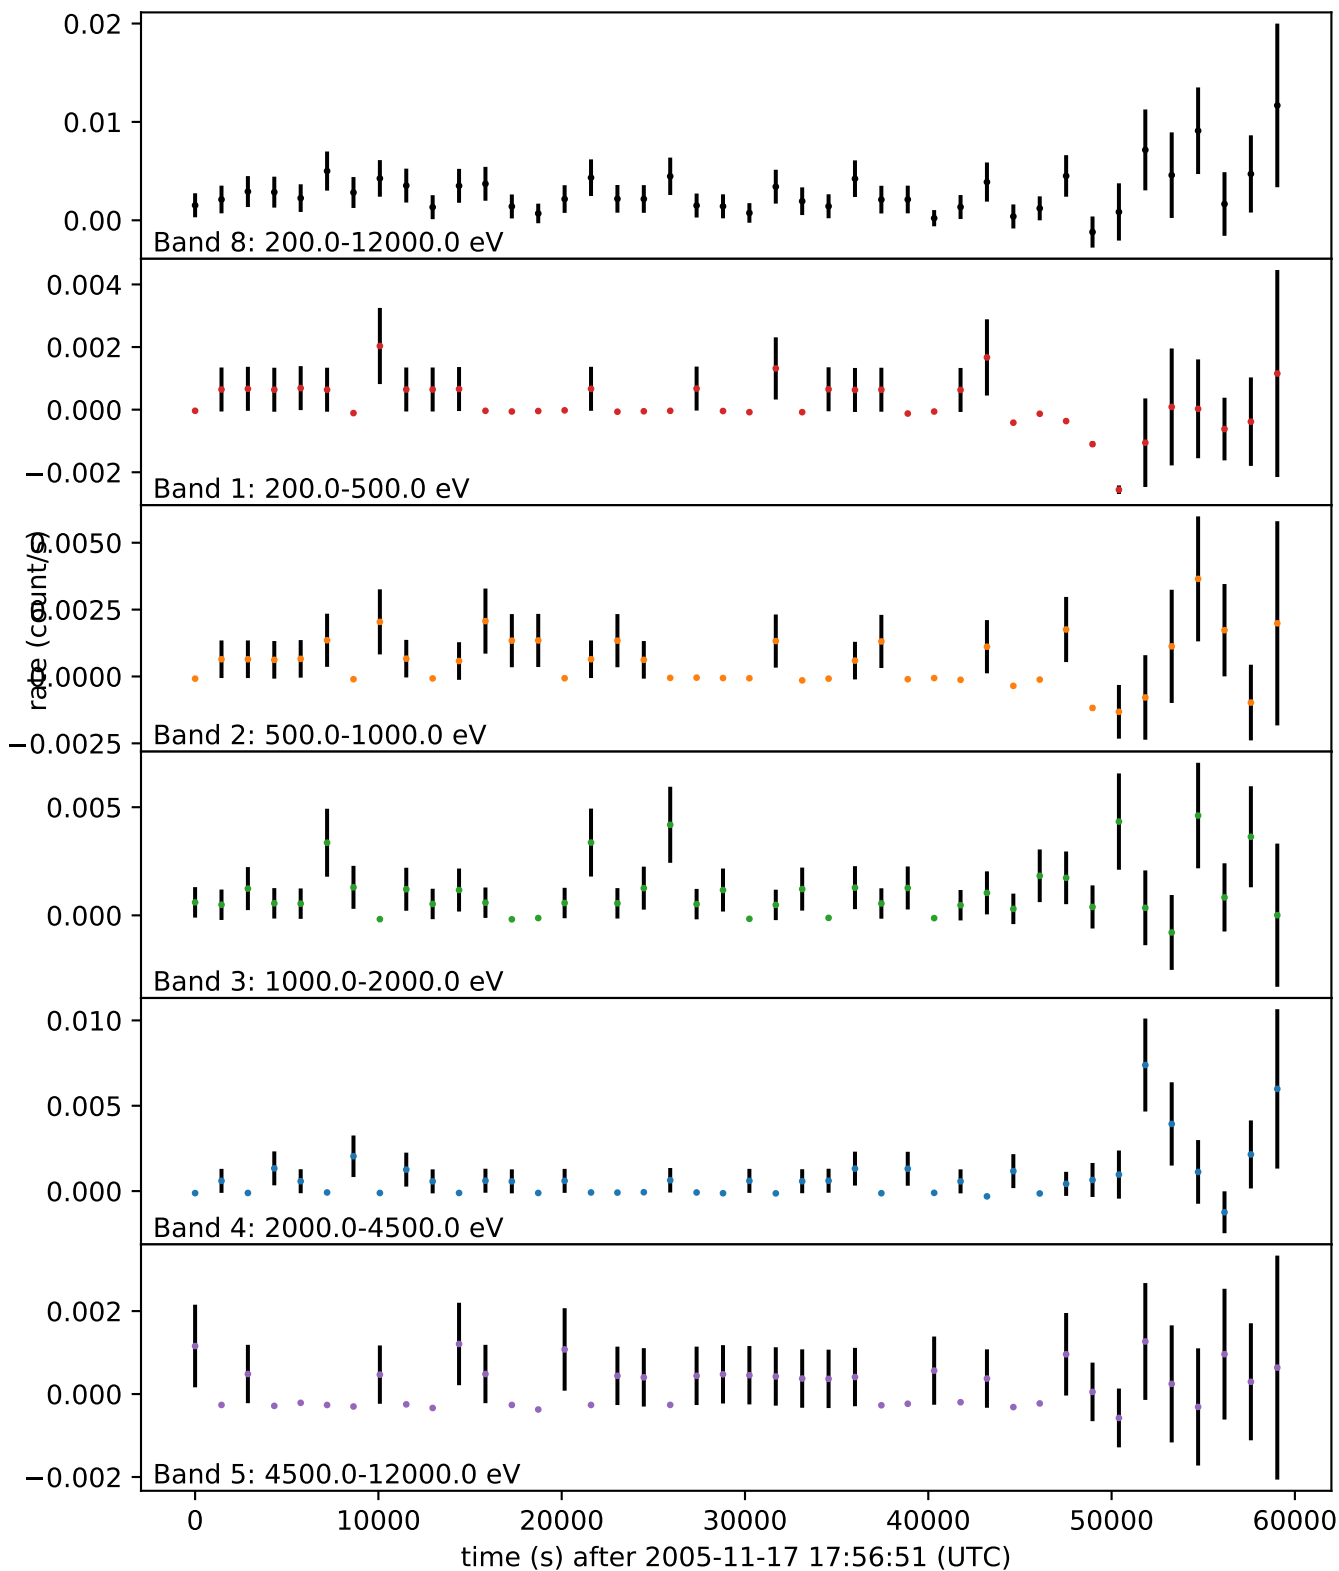 0.02
0.01
0.00
Band 8: 200.0-12000.0 eV
0.004
0.002
0.000
−0.002
Band 1: 200.0-500.0 eV
rate (count/s)
0.0050
0.0025
0.0000
−0.0025
Band 2: 500.0-1000.0 eV
0.005
0.000
Band 3: 1000.0-2000.0 eV
0.010
0.005
0.000
Band 4: 2000.0-4500.0 eV
0.002
0.000
−0.002
Band 5: 4500.0-12000.0 eV
0 10000 20000 30000 40000 50000 60000
time (s) after 2005-11-17 17:56:51 (UTC)